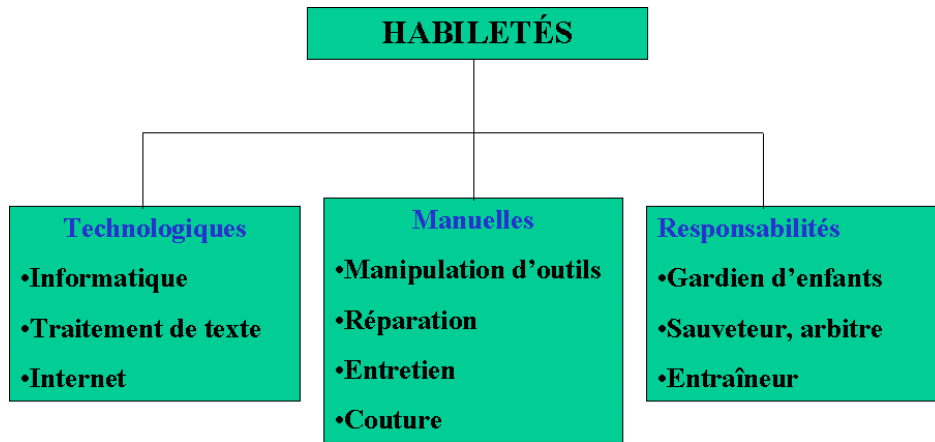 HABILETÉS
Technologiques
•Informatique
•Traitement de texte
•Internet
Manuelles
•Manipulation d’outils
•Réparation
•Entretien
•Couture
Responsabilités
•Gardien d’enfants
•Sauveteur, arbitre
•Entraîneur